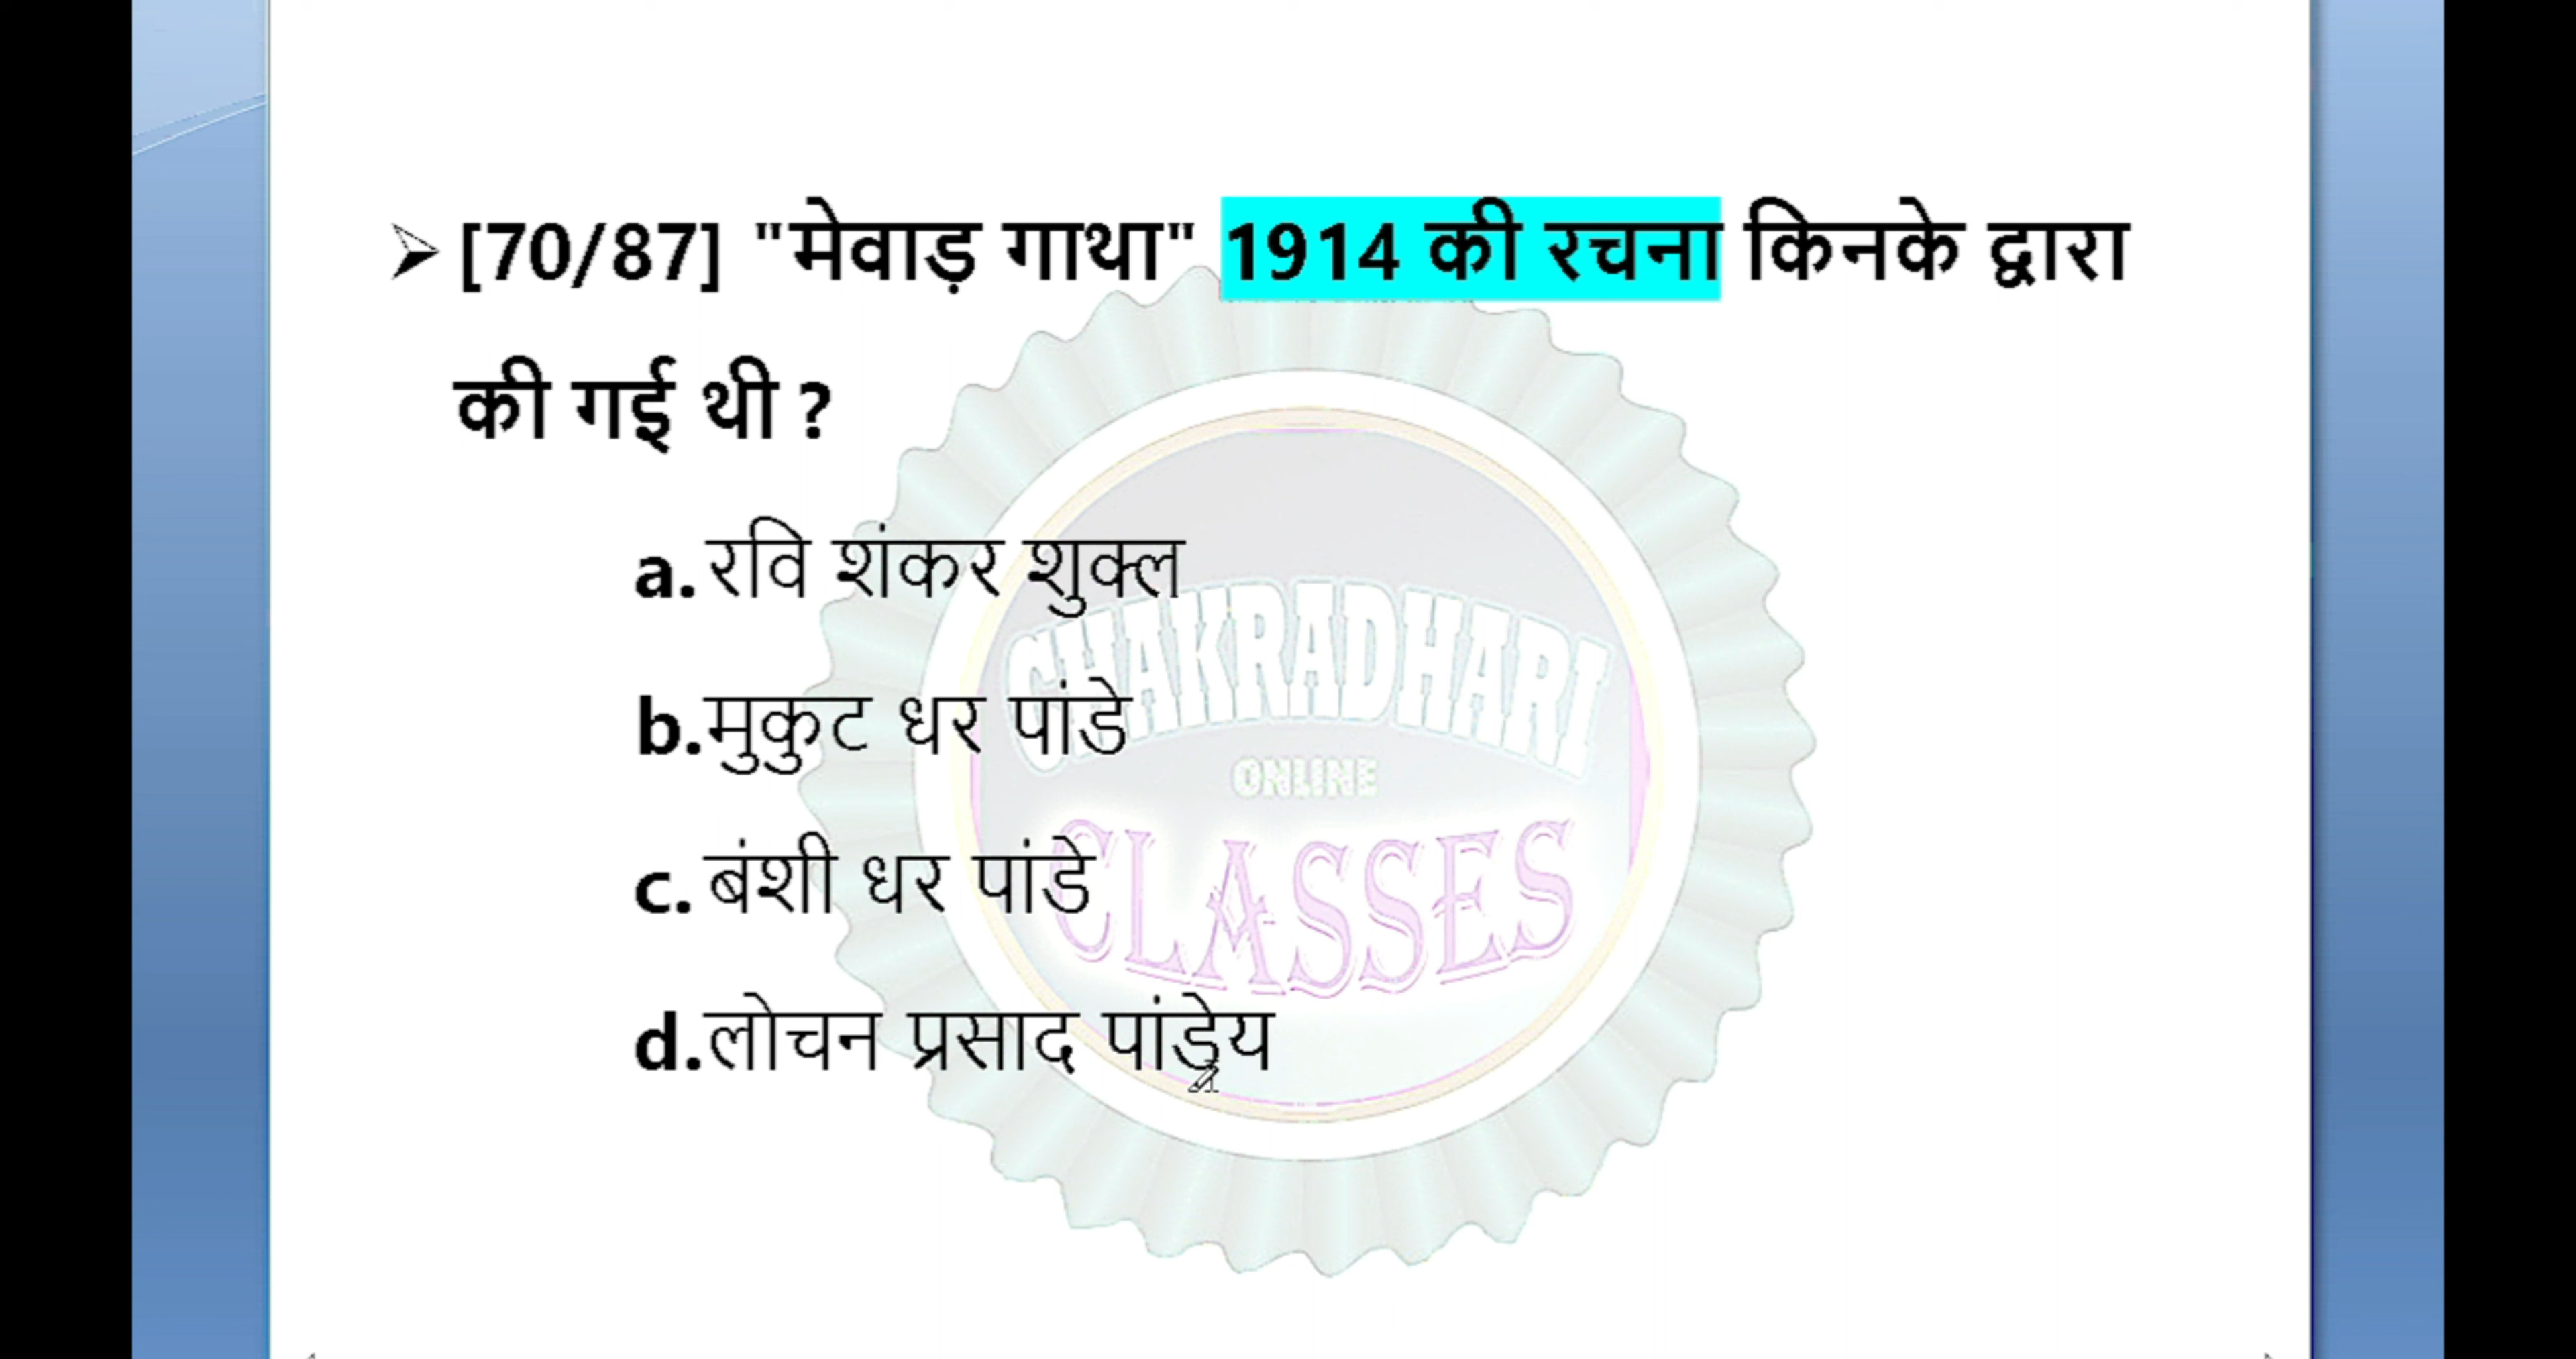 ➢ [70/87] "मेवाड़ गाथा" 1914 की रचना किनके द्वारा
की गई थी ?
a. रवि शंकर शुक्ल
b. मुकुट धर पांडे
c. बंशी धर पांडे
d. लोचन प्रसाद पांडेय
CHAKRADHARI
ONLINE
CLASSES